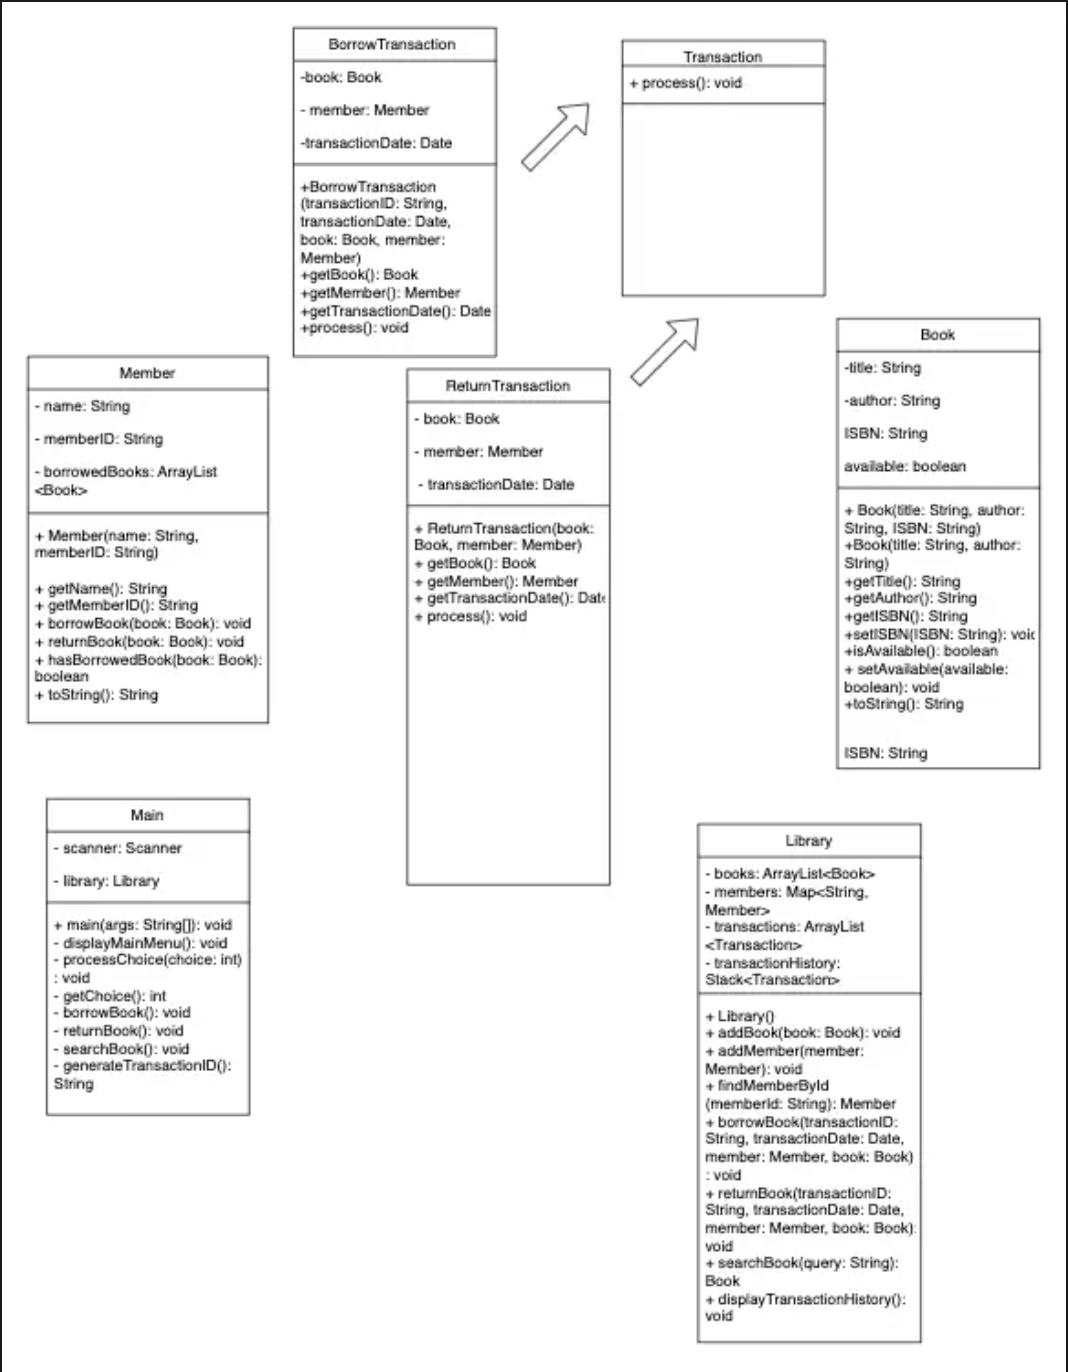 BorrowTransaction
-book: Book
- member: Member
-transactionDate: Date
+BorrowTransaction
(transactionID: String,
transactionDate: Date,
book: Book, member:
Member)
+getBook(): Book
+getMember(): Member
+getTransactionDate(): Date
+process(): void
Transaction
+ process(): void
Member
- name: String
- memberID: String
- borrowedBooks: ArrayList
<Book>
+ Member(name: String,
memberID: String)
+ getName(): String
+ getMemberID(): String
+ borrowBook(book: Book): void
+ returnBook(book: Book): void
+ hasBorrowedBook(book: Book):
boolean
+ toString(): String
ReturnTransaction
- book: Book
- member: Member
- transactionDate: Date
+ ReturnTransaction(book:
Book, member: Member)
+ getBook(): Book
+ getMember(): Member
+ getTransactionDate(): Date
+ process(): void
Book
-title: String
-author: String
ISBN: String
available: boolean
+ Book(title: String, author:
String, ISBN: String)
+Book(title: String, author:
String)
+getTitle(): String
+getAuthor(): String
+getISBN(): String
+setISBN(ISBN: String): void
+isAvailable(): boolean
+ setAvailable(available:
boolean): void
+toString(): String
ISBN: String
Main
- scanner: Scanner
- library: Library
+ main(args: String[]): void
- displayMainMenu(): void
- processChoice(choice: int)
: void
- getChoice(): int
- borrowBook(): void
- returnBook(): void
- searchBook(): void
- generateTransactionID():
String
Library
- books: ArrayList<Book>
- members: Map<String,
Member>
- transactions: ArrayList
<Transaction>
- transactionHistory:
Stack<Transaction>
+ Library()
+ addBook(book: Book): void
+ addMember(member:
Member): void
+ findMemberById
(memberId: String): Member
+ borrowBook(transactionID:
String, transactionDate: Date,
member: Member, book: Book)
: void
+ returnBook(transactionID:
String, transactionDate: Date,
member: Member, book: Book):
void
+ searchBook(query: String):
Book
+ displayTransactionHistory():
void